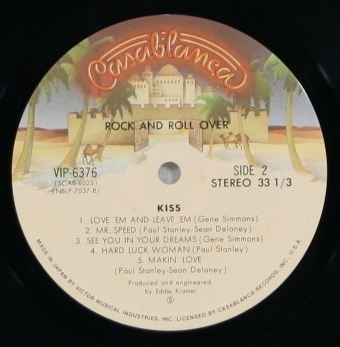 Casablanca
ROCK AND ROLL OVER
VIP-6376
(SCAB-6025)
(NBLP-7037-B)
SIDE 2
STEREO 33 1/3
KISS
1. LOVE 'EM AND LEAVE 'EM (Gene Simmons)
2. MR. SPEED (Paul Stanley-Sean Delaney)
3. SEE YOU IN YOUR DREAMS (Gene Simmons)
4. HARD LUCK WOMAN (Paul Stanley)
5. MAKIN' LOVE
(Paul Stanley-Sean Delaney)
Produced and engineered
by Eddie Kramer
Ⓢ
MADE IN JAPAN BY VICTOR MUSICAL INDUSTRIES, INC. LICENSED BY CASABLANCA RECORDS, INC., U.S.A.